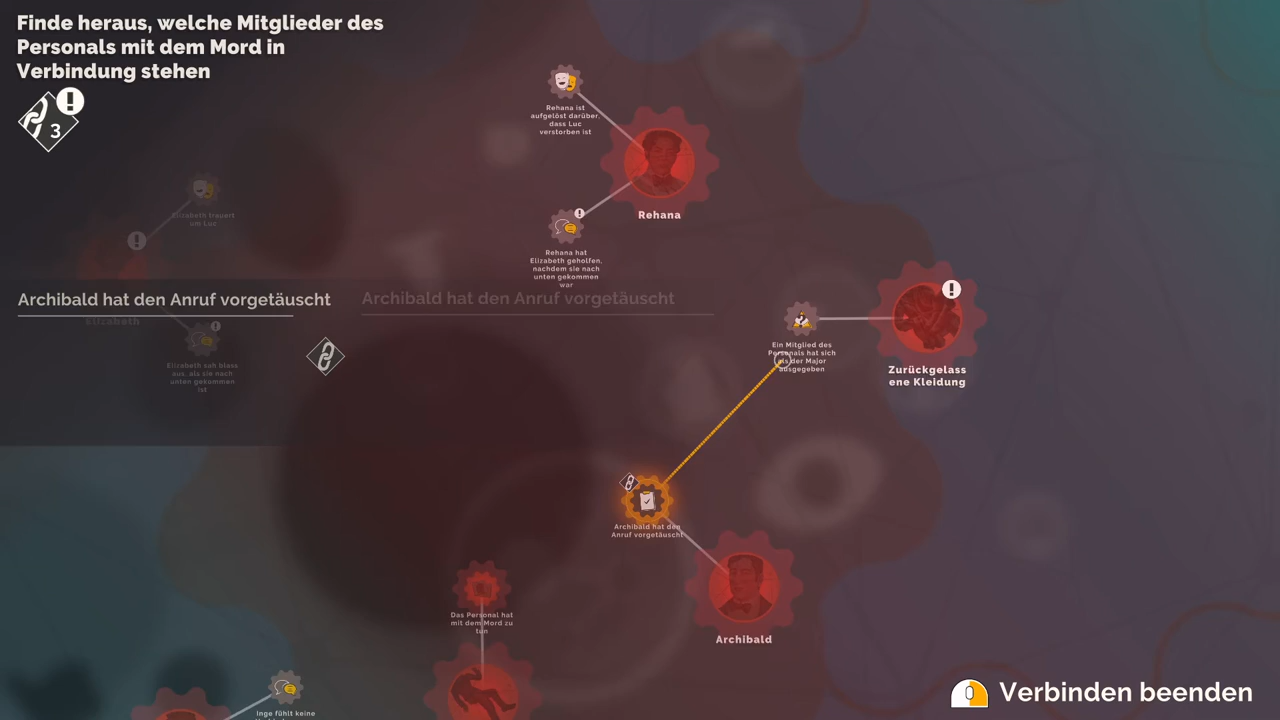 Finde heraus, welche Mitglieder des
Personals mit dem Mord in
Verbindung stehen
3
Rehana ist
aufgelöst darüber,
dass Luc
verstorben ist
Rehana
Elizabeth trauert
um Luc
Rehana hat
Elizabeth geholfen,
nachdem sie nach
unten gekommen
war
Archibald hat den Anruf vorgetäuscht
Archibald hat den Anruf vorgetäuscht
Elizabeth
Elizabeth sah blass
aus, als sie nach
unten gekommen
ist
Ein Mitglied des
Personals hat sich
als der Major
ausgegeben
Zurückgelass
ene Kleidung
Archibald hat den
Anruf vorgetäuscht
Archibald
Das Personal hat
mit dem Mord zu
tun
Inge fühlt keine
Verbinden beenden